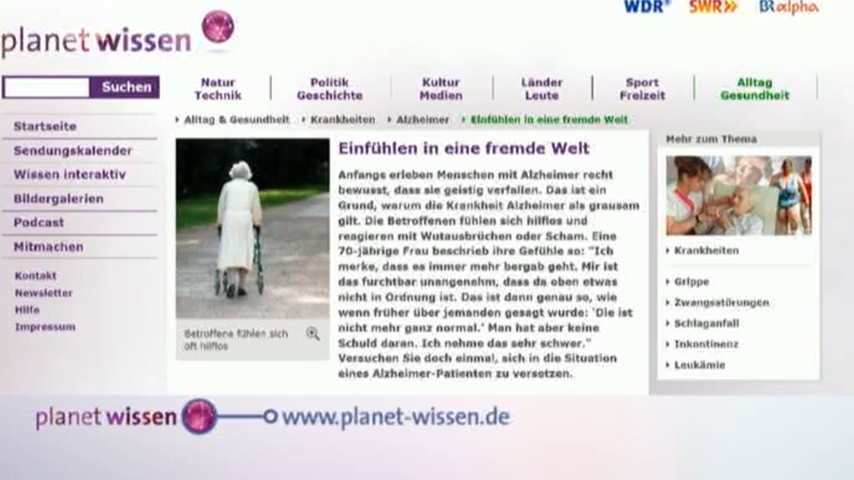 WDR SWR BR alpha
planet wissen
Suchen
Natur Technik
Politik Geschichte
Kultur Medien
Länder Leute
Sport Freizeit
Alltag Gesundheit
Startseite
Sendungskalender
Wissen interaktiv
Bildergalerien
Podcast
Mitmachen
Kontakt
Newsletter
Hilfe
Impressum
Alltag & Gesundheit Krankheiten Alzheimer Einfühlen in eine fremde Welt
Betroffene fühlen sich
oft hilflos
Einfühlen in eine fremde Welt
Anfangs erleben Menschen mit Alzheimer recht
bewusst, dass sie geistig verfallen. Das ist ein
Grund, warum die Krankheit Alzheimer als grausam
gilt. Die Betroffenen fühlen sich hilflos und
reagieren mit Wutausbrüchen oder Scham. Eine
70-jährige Frau beschrieb ihre Gefühle so: "Ich
merke, dass es immer mehr bergab geht. Mir ist
das furchtbar unangenehm, dass da oben etwas
nicht in Ordnung ist. Das ist dann genau so, wie
wenn früher über jemanden gesagt wurde: 'Die ist
nicht mehr ganz normal.' Man hat aber keine
Schuld daran. Ich nehme das sehr schwer."
Versuchen Sie doch einmal, sich in die Situation
eines Alzheimer-Patienten zu versetzen.
Mehr zum Thema
Krankheiten
Grippe
Zwangsstörungen
Schlaganfall
Inkontinenz
Leukämie
planet wissen www.planet-wissen.de